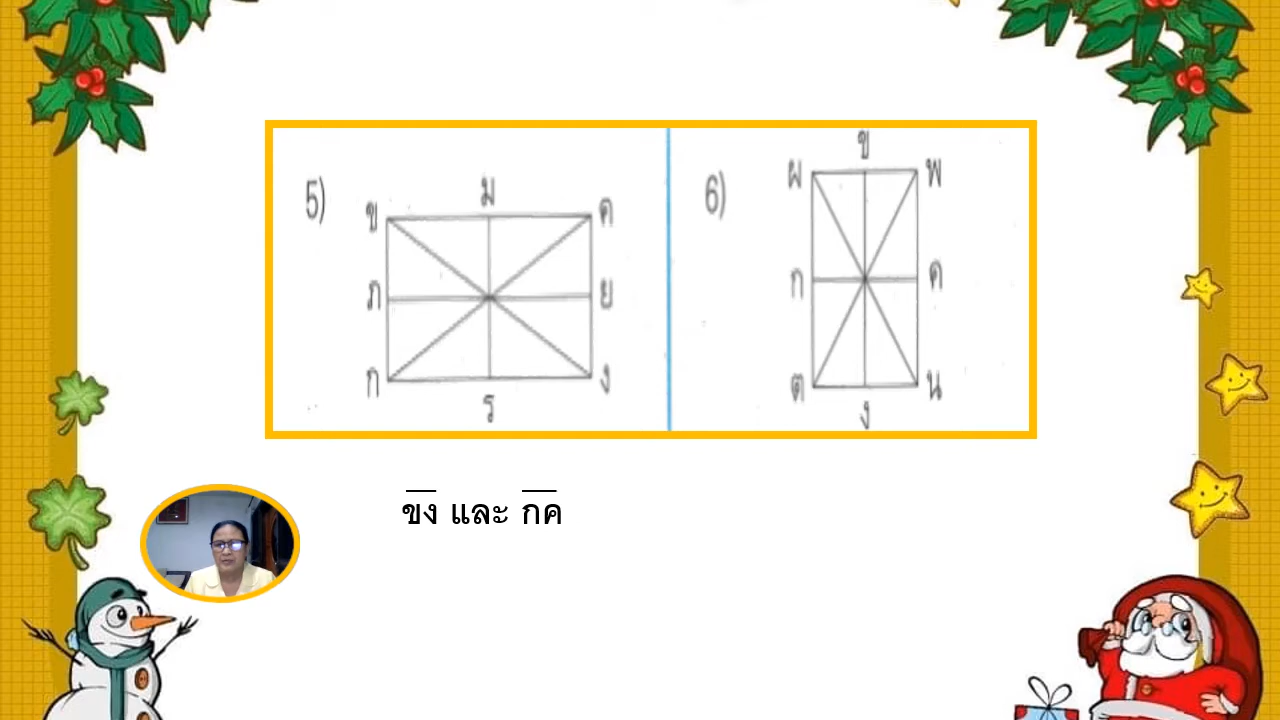 5)
ม
ข ค
ภ ย
ก ง
ร
6)
ข
ผ พ
ก ค
ต น
ง
ขง และ กค